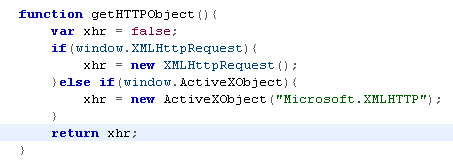 function getHTTPObject(){
    var xhr = false;
    if(window.XMLHttpRequest){
        xhr = new XMLHttpRequest();
    }else if(window.ActiveXObject){
        xhr = new ActiveXObject("Microsoft.XMLHTTP");
    }
    return xhr;
}